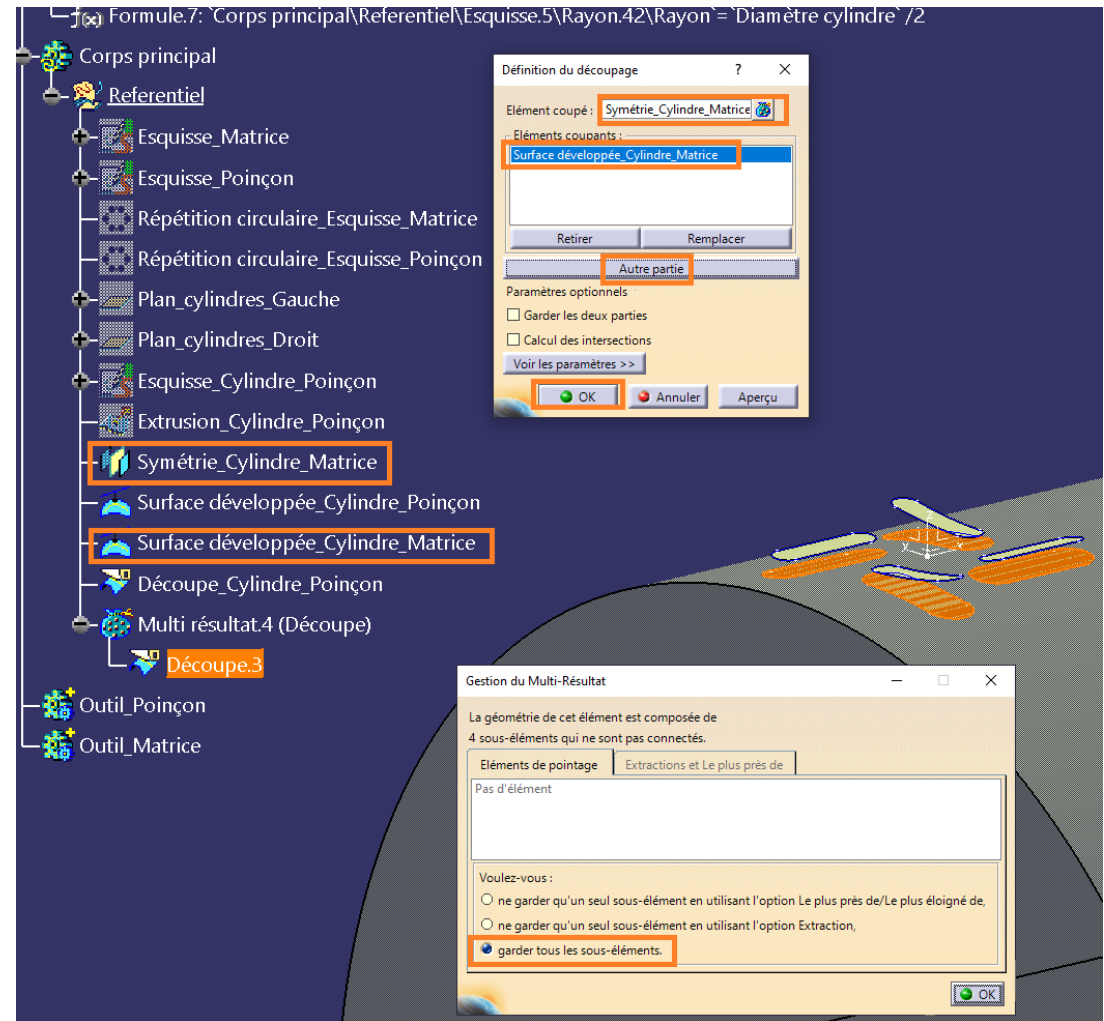 Formule.7: `Corps principal\Referentiel\Esquisse.5\Rayon.42\Rayon`=`Diamètre cylindre` /2
Corps principal
Referentiel
Esquisse_Matrice
Esquisse_Poinçon
Répétition circulaire_Esquisse_Matrice
Répétition circulaire_Esquisse_Poinçon
Plan_cylindres_Gauche
Plan_cylindres_Droit
Esquisse_Cylindre_Poinçon
Extrusion_Cylindre_Poinçon
Symétrie_Cylindre_Matrice
Surface développée_Cylindre_Poinçon
Surface développée_Cylindre_Matrice
Découpe_Cylindre_Poinçon
Multi résultat.4 (Découpe)
Découpe.3
Outil_Poinçon
Outil_Matrice
Définition du découpage
Elément coupé : Symétrie_Cylindre_Matrice
Eléments coupants :
Surface développée_Cylindre_Matrice
Retirer Remplacer
Autre partie
Paramètres optionnels
Garder les deux parties
Calcul des intersections
Voir les paramètres >>
OK Annuler Aperçu
z
x y
Gestion du Multi-Résultat
La géométrie de cet élément est composée de
4 sous-éléments qui ne sont pas connectés.
Eléments de pointage Extractions et Le plus près de
Pas d'élément
Voulez-vous :
ne garder qu'un seul sous-élément en utilisant l'option Le plus près de/Le plus éloigné de,
ne garder qu'un seul sous-élément en utilisant l'option Extraction,
garder tous les sous-éléments.
OK